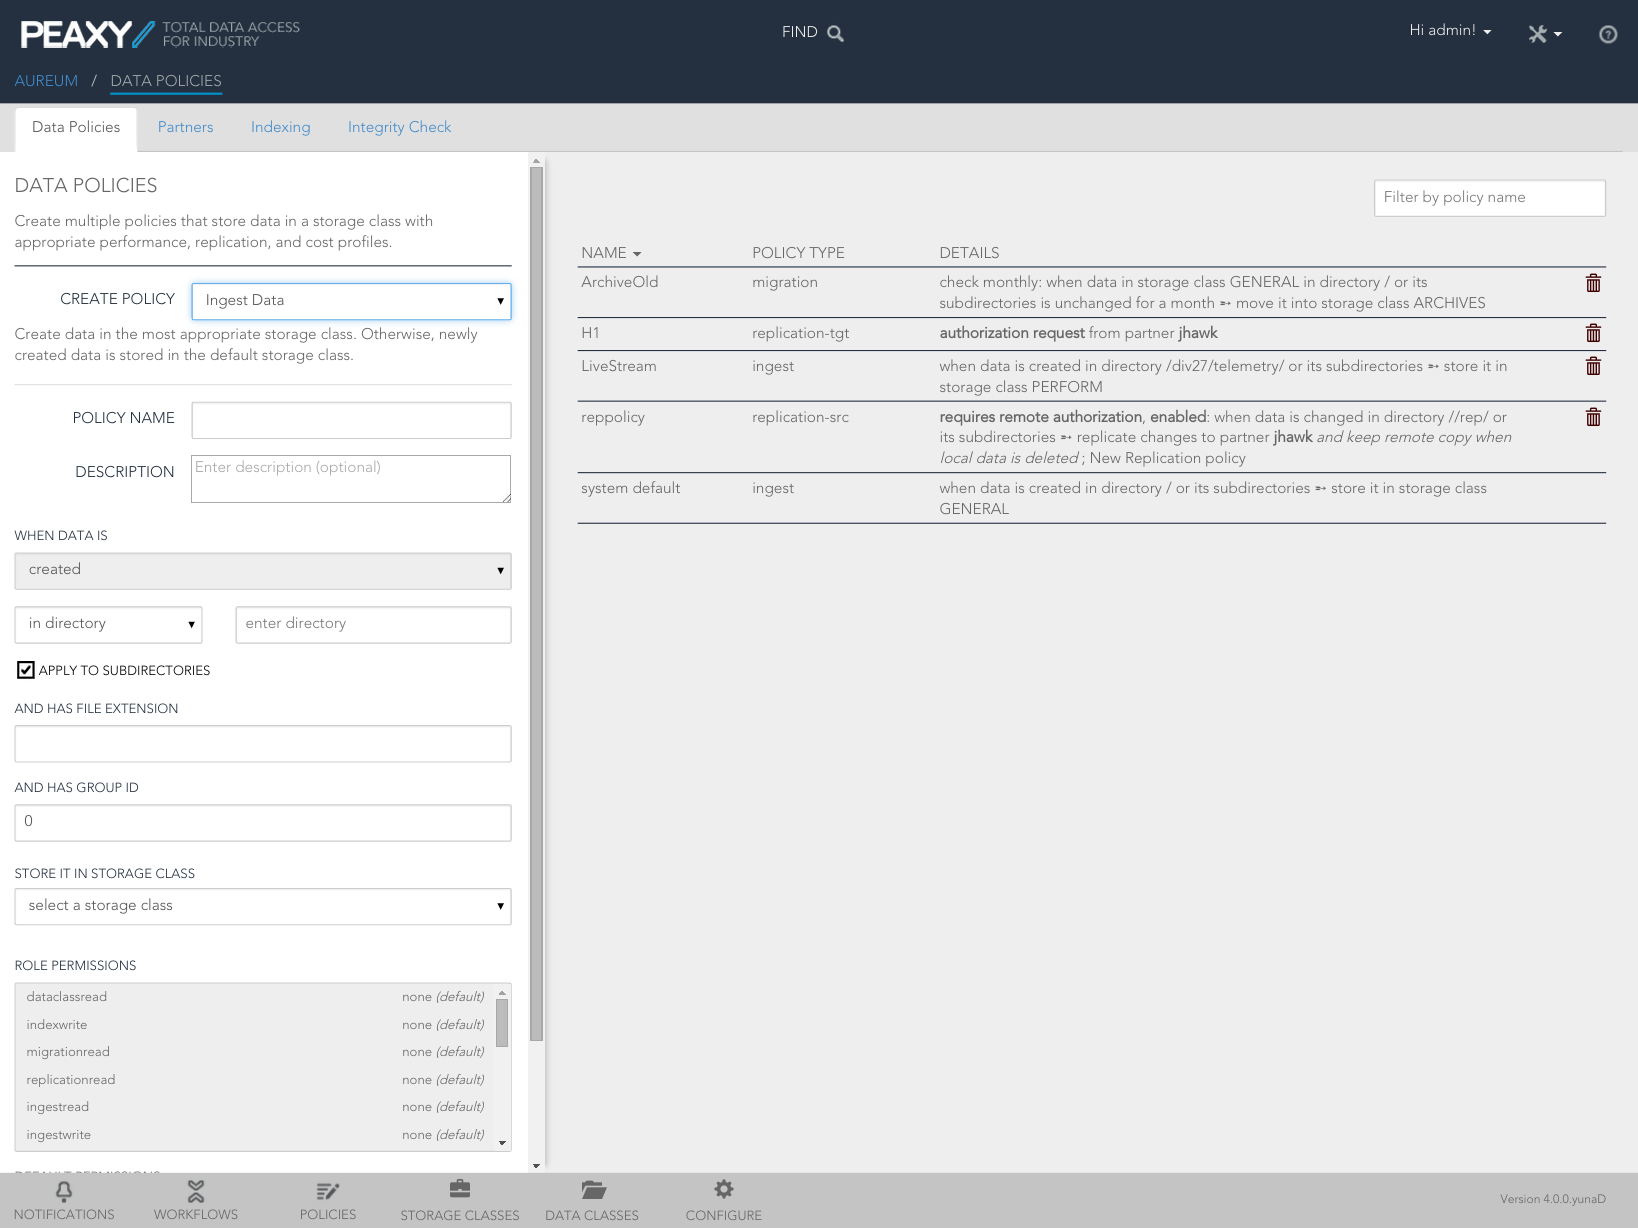 PEAXY TOTAL DATA ACCESS
FOR INDUSTRY
FIND
Hi admin!
AUREUM / DATA POLICIES
Data Policies Partners Indexing Integrity Check
DATA POLICIES
Create multiple policies that store data in a storage class with
appropriate performance, replication, and cost profiles.
CREATE POLICY Ingest Data
Create data in the most appropriate storage class. Otherwise, newly
created data is stored in the default storage class.
POLICY NAME
DESCRIPTION Enter description (optional)
WHEN DATA IS
created
in directory enter directory
APPLY TO SUBDIRECTORIES
AND HAS FILE EXTENSION
AND HAS GROUP ID
0
STORE IT IN STORAGE CLASS
select a storage class
ROLE PERMISSIONS
dataclassread none (default)
indexwrite none (default)
migrationread none (default)
replicationread none (default)
ingestread none (default)
ingestwrite none (default)
Filter by policy name
NAME POLICY TYPE DETAILS
ArchiveOld migration check monthly: when data in storage class GENERAL in directory / or its
subdirectories is unchanged for a month ➵ move it into storage class ARCHIVES
H1 replication-tgt authorization request from partner jhawk
LiveStream ingest when data is created in directory /div27/telemetry/ or its subdirectories ➵ store it in
storage class PERFORM
reppolicy replication-src requires remote authorization, enabled: when data is changed in directory //rep/ or
its subdirectories ➵ replicate changes to partner jhawk and keep remote copy when
local data is deleted ; New Replication policy
system default ingest when data is created in directory / or its subdirectories ➵ store it in storage class
GENERAL
NOTIFICATIONS WORKFLOWS POLICIES STORAGE CLASSES DATA CLASSES CONFIGURE
Version 4.0.0.yunaD